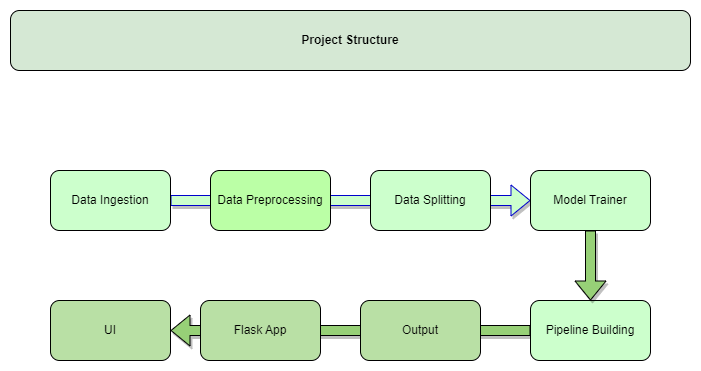 Project Structure
Data Ingestion
Data Preprocessing
Data Splitting
Model Trainer
UI
Flask App
Output
Pipeline Building